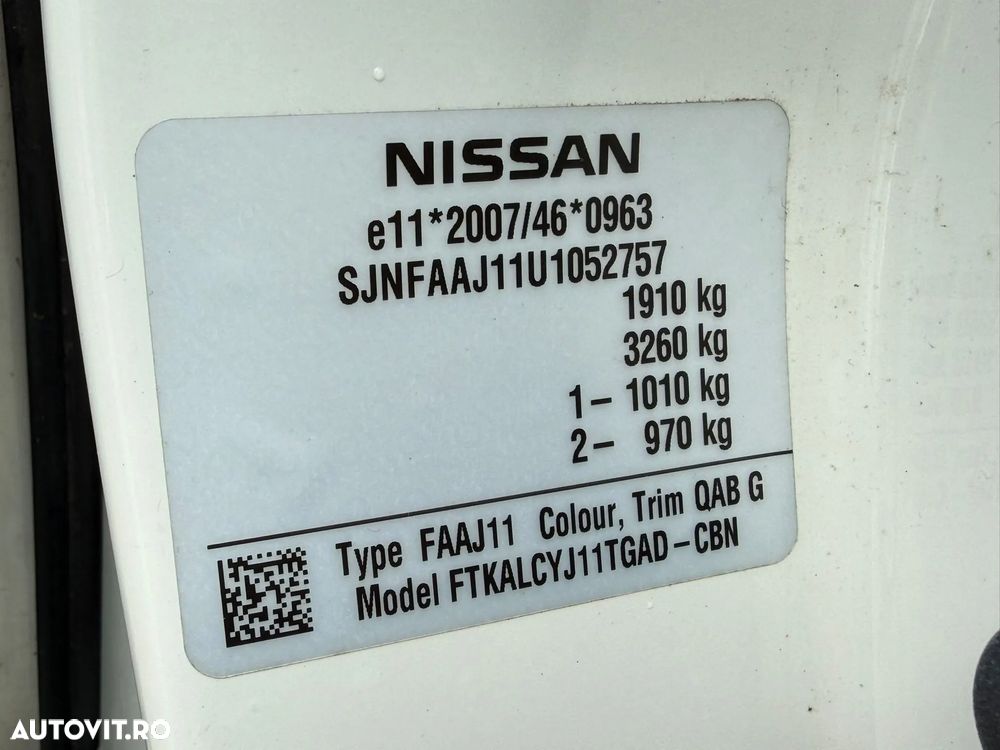 NISSAN
e11*2007/46*0963
SJNFAAJ11U1052757
1910 kg
3260 kg
1- 1010 kg
2- 970 kg
Type FAAJ11 Colour, Trim QAB G
Model FTKALCYJ11TGAD-CBN
AUTOVIT.RO